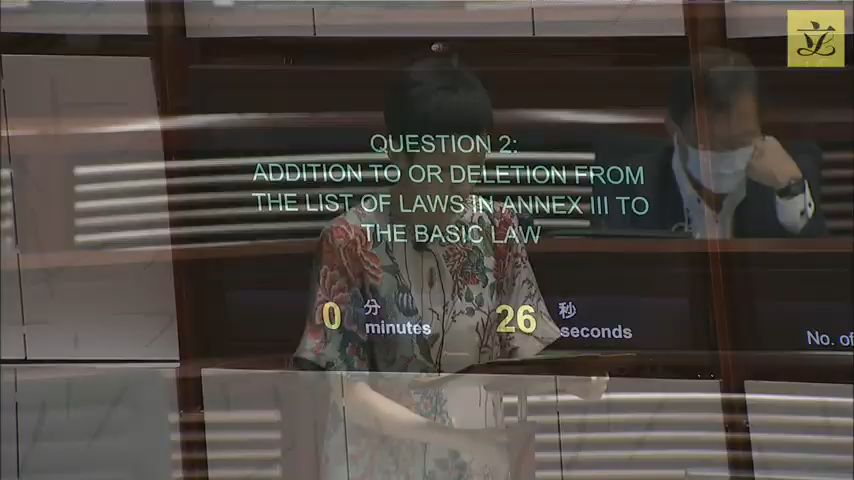 立
QUESTION 2:
ADDITION TO OR DELETION FROM
THE LIST OF LAWS IN ANNEX III TO
THE BASIC LAW
0 分 minutes 26 秒 seconds
No. of